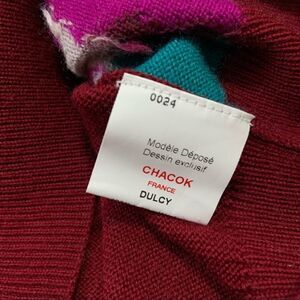 0024
Modèle Déposé
Dessin exclusif
CHACOK
FRANCE
DULCY